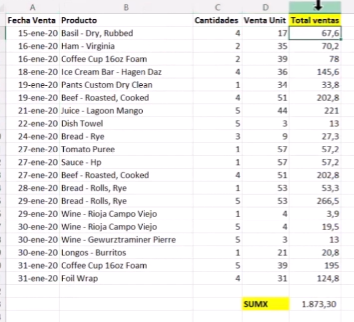 A B C D
Fecha Venta Producto Cantidades Venta Unit Total ventas
15-ene-20 Basil - Dry, Rubbed 4 17 67,6
16-ene-20 Ham - Virginia 2 35 70,2
16-ene-20 Coffee Cup 16oz Foam 2 39 78
18-ene-20 Ice Cream Bar - Hagen Daz 4 36 145,6
19-ene-20 Pants Custom Dry Clean 1 34 33,8
19-ene-20 Beef - Roasted, Cooked 4 51 202,8
21-ene-20 Juice - Lagoon Mango 5 44 221
22-ene-20 Dish Towel 5 3 13
24-ene-20 Bread - Rye 3 9 27,3
27-ene-20 Tomato Puree 1 57 57,2
27-ene-20 Sauce - Hp 1 57 57,2
27-ene-20 Beef - Roasted, Cooked 4 51 202,8
28-ene-20 Bread - Rolls, Rye 1 53 53,3
29-ene-20 Bread - Rolls, Rye 5 53 266,5
29-ene-20 Wine - Rioja Campo Viejo 1 4 3,9
30-ene-20 Wine - Rioja Campo Viejo 5 4 19,5
30-ene-20 Wine - Gewurztraminer Pierre 5 3 13
30-ene-20 Longos - Burritos 1 21 20,8
31-ene-20 Coffee Cup 16oz Foam 5 39 195
31-ene-20 Foil Wrap 4 31 124,8
SUMX 1.873,30